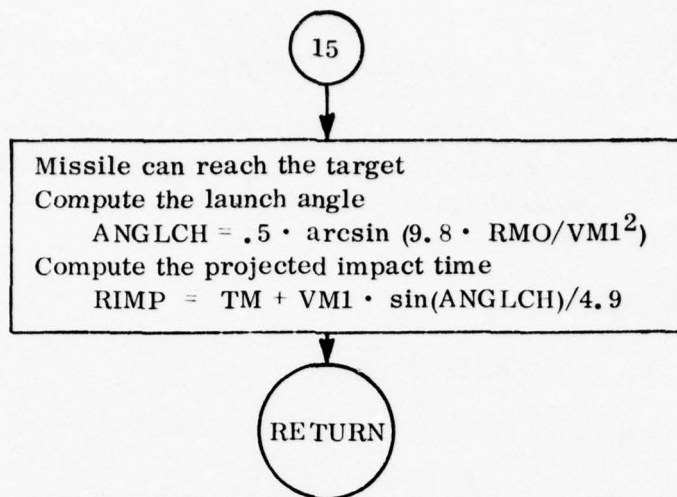 15
Missile can reach the target
Compute the launch angle
ANGLCH = .5 · arcsin (9.8 · RMO/VM1²)
Compute the projected impact time
RIMP = TM + VM1 · sin(ANGLCH)/4.9
RETURN